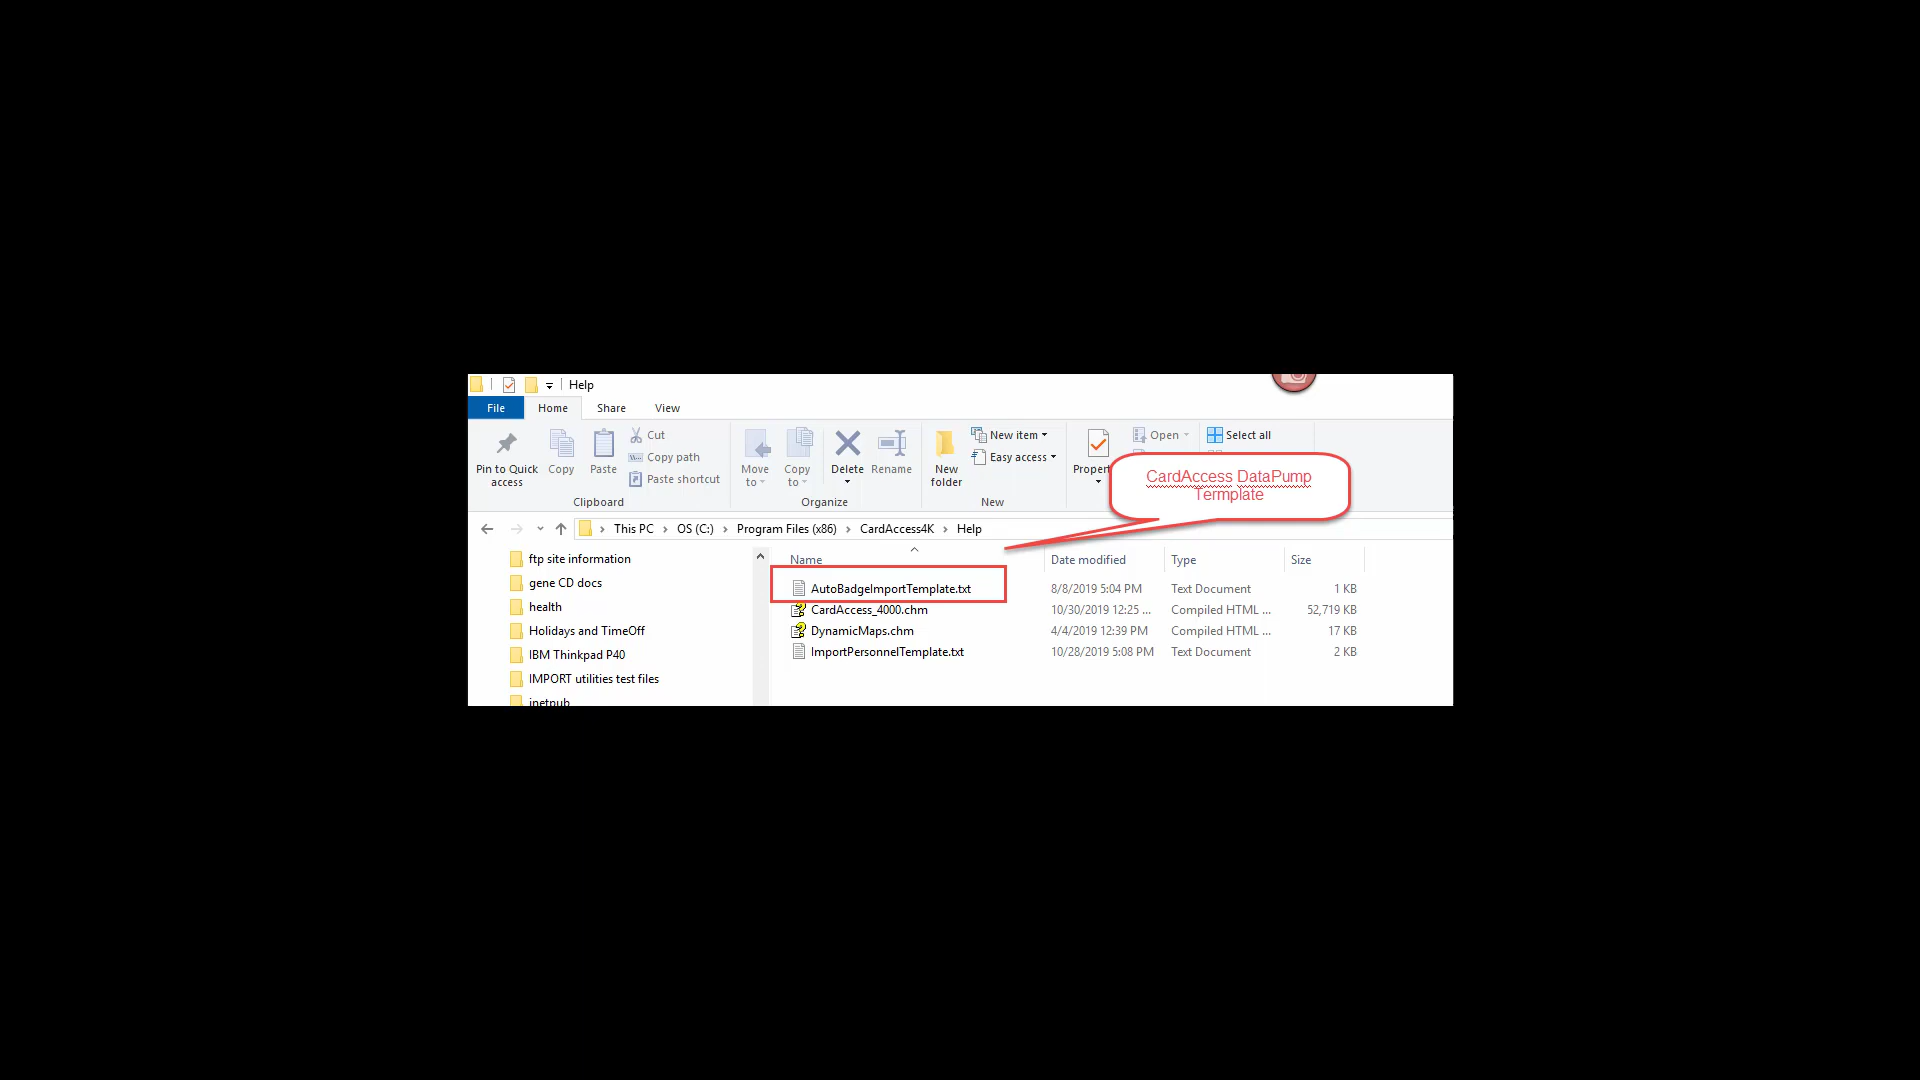 Help
File Home Share View
Pin to Quick access
Copy
Paste
Cut
Copy path
Paste shortcut
Clipboard
Move to
Copy to
Delete
Rename
Organize
New folder
New item
Easy access
New
Propert
Open
Select all
CardAccess DataPump
Termplate
This PC > OS (C:) > Program Files (x86) > CardAccess4K > Help
ftp site information
gene CD docs
health
Holidays and TimeOff
IBM Thinkpad P40
IMPORT utilities test files
inetpub
Name Date modified Type Size
AutoBadgeImportTemplate.txt 8/8/2019 5:04 PM Text Document 1 KB
CardAccess_4000.chm 10/30/2019 12:25 ... Compiled HTML ... 52,719 KB
DynamicMaps.chm 4/4/2019 12:39 PM Compiled HTML ... 17 KB
ImportPersonnelTemplate.txt 10/28/2019 5:08 PM Text Document 2 KB